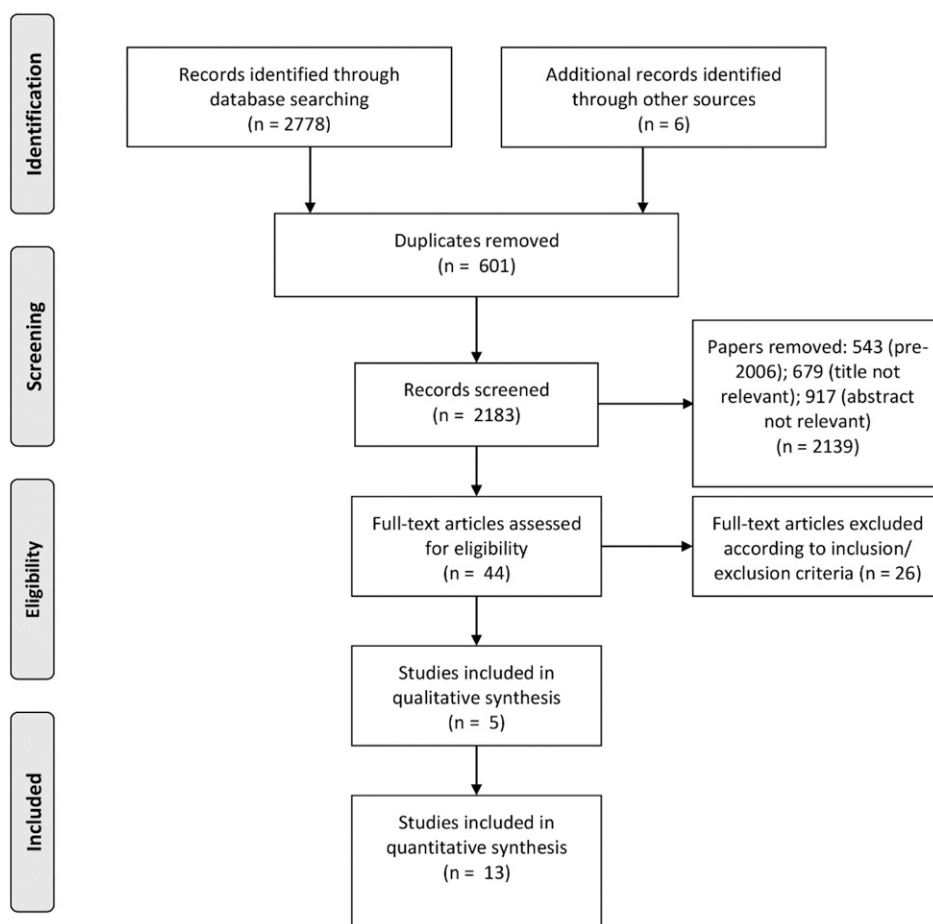 Identification
Records identified through
database searching
(n = 2778)
Additional records identified
through other sources
(n = 6)
Duplicates removed
(n = 601)
Screening
Records screened
(n = 2183)
Papers removed: 543 (pre-
2006); 679 (title not
relevant); 917 (abstract
not relevant)
(n = 2139)
Eligibility
Full-text articles assessed
for eligibility
(n = 44)
Full-text articles excluded
according to inclusion/
exclusion criteria (n = 26)
Studies included in
qualitative synthesis
(n = 5)
Included
Studies included in
quantitative synthesis
(n = 13)